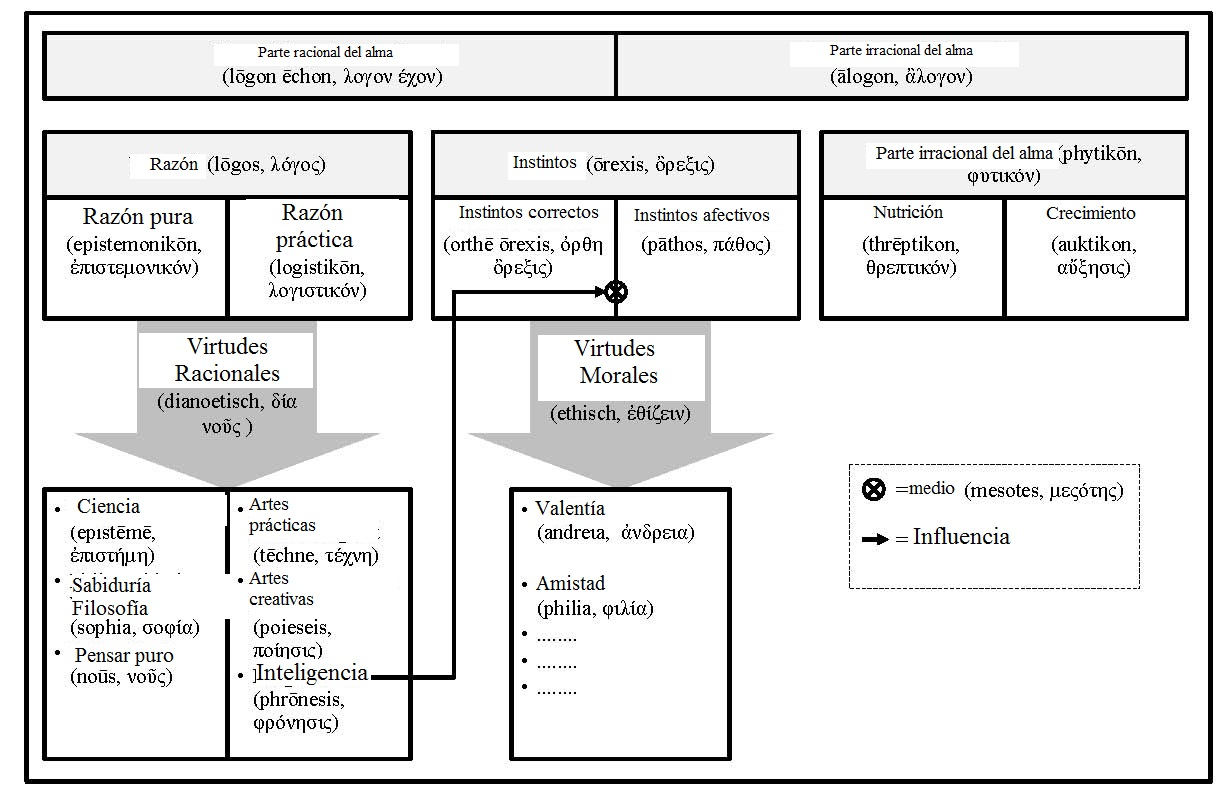 Parte racional del alma
(lōgon ēchon, λογον έχον)
Parte irracional del alma
(ālogon, ἂλογον)
Razón (lōgos, λόγος)
Razón pura
(epistemonikōn,
ἐπιστεμονικόν)
Razón
práctica
(logistikōn,
λογιστικόν)
Instintos (ōrexis, ὂρεξις)
Instintos correctos
(orthē ōrexis, ὀρθη
ὂρεξις)
Instintos afectivos
(pāthos, πάθος)
Parte irracional del alma (phytikōn,
φυτικόν)
Nutrición
(thrēptikon,
θρεπτικόν)
Crecimiento
(auktikon,
αὔξησις)
Virtudes
Racionales
(dianoetisch, δία
νοῦς )
Virtudes
Morales
(ethisch, ἐθίζειν)
• Ciencia
(epistēmē,
ἐπιστήμη)
• Sabiduría
Filosofía
(sophia, σοφία)
• Pensar puro
(noūs, νοῦς)
• Artes
prácticas
(tēchne, τέχνη)
• Artes
creativas
(poieseis,
ποίησις)
• Inteligencia
(phrōnesis,
φρόνησις)
• Valentía
(andreia, ἀνδρεια)
• Amistad
(philia, φιλία)
• ........
• ........
• ........
=medio (mesotes, μεςότης)
= Influencia